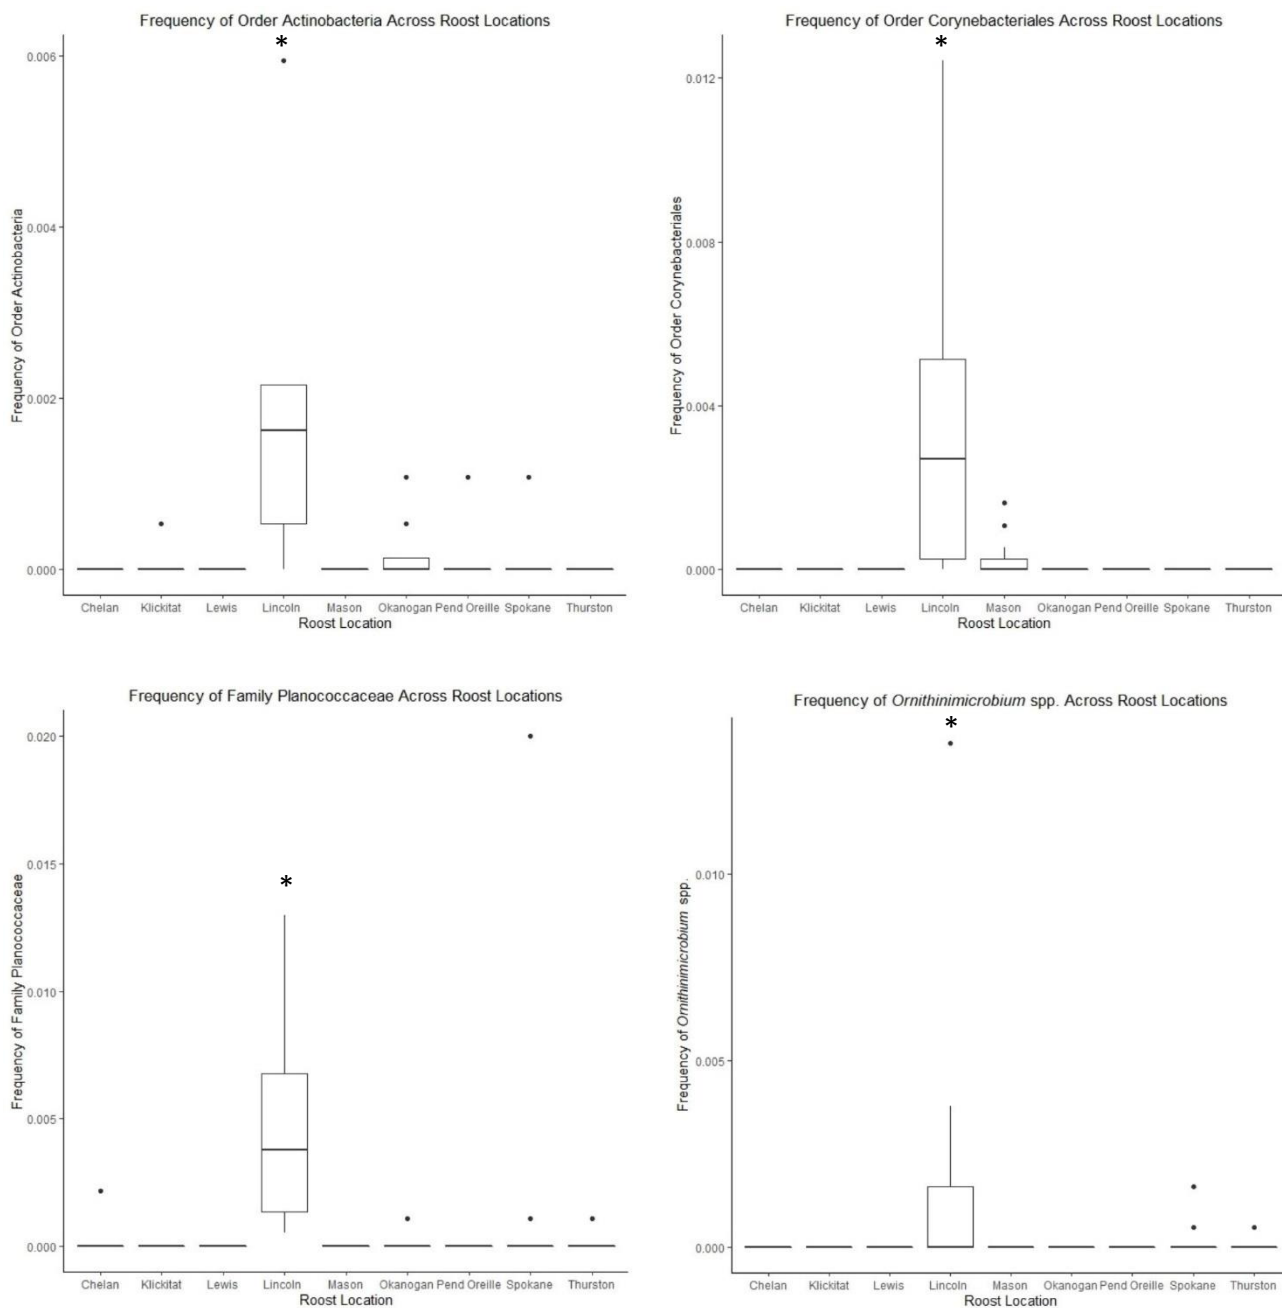 Frequency of Order Actinobacteria Across Roost Locations
*
Frequency of Order Actinobacteria
0.006
0.004
0.002
0.000
Chelan Klickitat Lewis Lincoln Mason Okanogan Pend Oreille Spokane Thurston
Roost Location
Frequency of Order Corynebacteriales Across Roost Locations
*
Frequency of Order Corynebacteriales
0.012
0.008
0.004
0.000
Chelan Klickitat Lewis Lincoln Mason Okanogan Pend Oreille Spokane Thurston
Roost Location
Frequency of Family Planococcaceae Across Roost Locations
*
Frequency of Family Planococcaceae
0.020
0.015
0.010
0.005
0.000
Chelan Klickitat Lewis Lincoln Mason Okanogan Pend Oreille Spokane Thurston
Roost Location
Frequency of Ornithinimicrobium spp. Across Roost Locations
*
Frequency of Ornithinimicrobium spp.
0.010
0.005
0.000
Chelan Klickitat Lewis Lincoln Mason Okanogan Pend Oreille Spokane Thurston
Roost Location